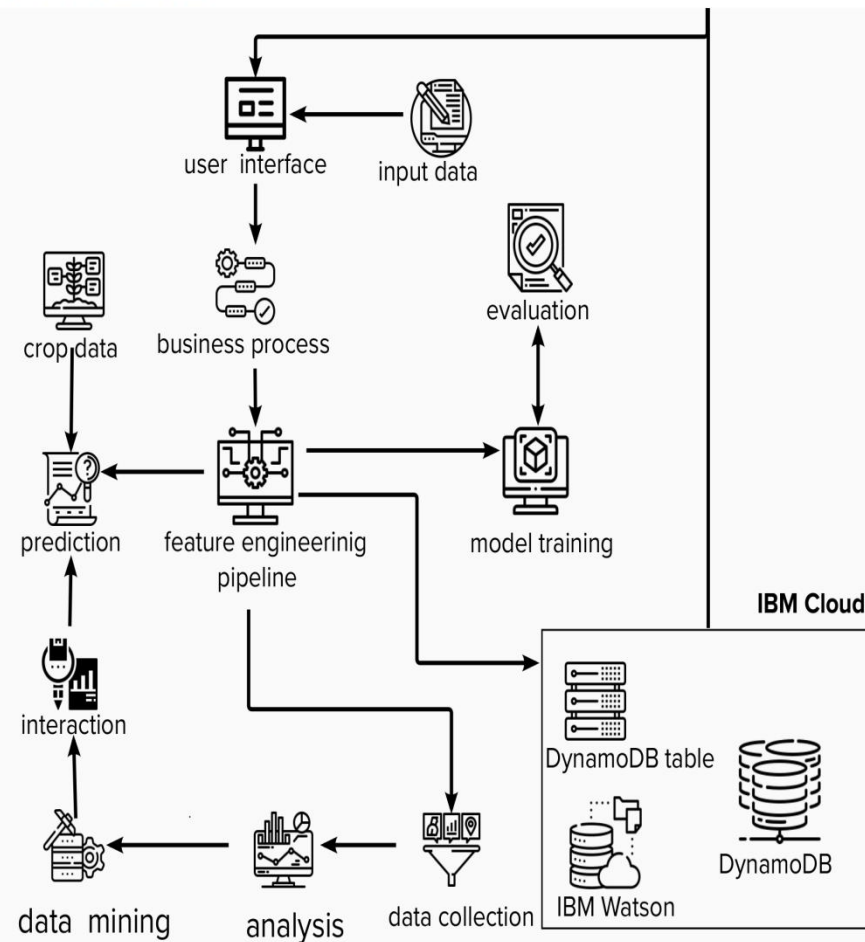 user interface
input data
evaluation
crop data
business process
prediction
feature engineerinig
pipeline
model training
IBM Cloud
interaction
DynamoDB table
DynamoDB
IBM Watson
data mining
analysis
data collection